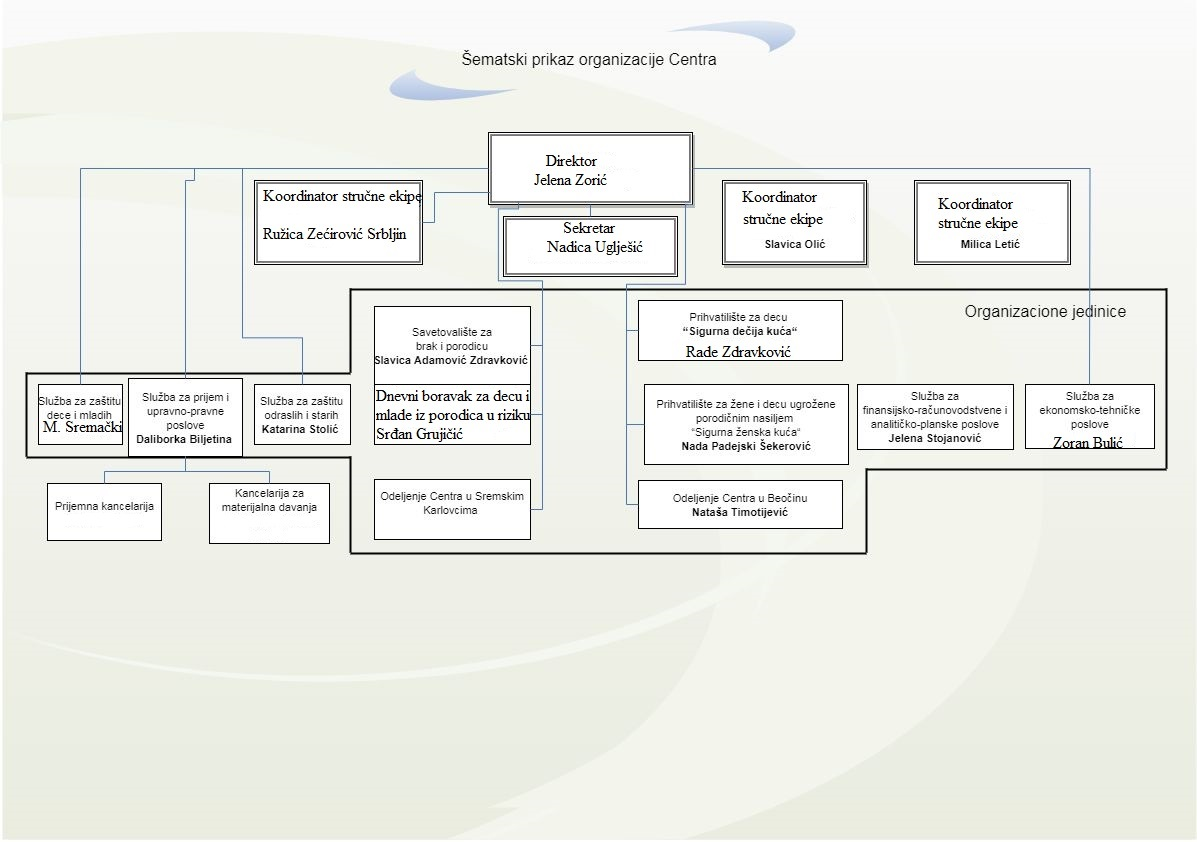 Šematski prikaz organizacije Centra
Direktor
Jelena Zorić
Koordinator stručne ekipe
Ružica Zećirović Srbljin
Sekretar
Nadica Uglješić
Koordinator
stručne ekipe
Slavica Olić
Koordinator
stručne ekipe
Milica Letić
Organizacione jedinice
Služba za zaštitu
dece i mladih
M. Sremački
Služba za prijem i
upravno-pravne
poslove
Daliborka Biljetina
Služba za zaštitu
odraslih i starih
Katarina Stolić
Prijemna kancelarija
Kancelarija za
materijalna davanja
Savetovalište za
brak i porodicu
Slavica Adamović Zdravković
Dnevni boravak za decu i
mlade iz porodica u riziku
Srđan Grujičić
Odeljenje Centra u Sremskim
Karlovcima
Prihvatilište za decu
“Sigurna dečija kuća“
Rade Zdravković
Prihvatilište za žene i decu ugrožene
porodičnim nasiljem
“Sigurna ženska kuća“
Nada Padejski Šekerović
Odeljenje Centra u Beočinu
Nataša Timotijević
Služba za
finansijsko-računovodstvene i
analitičko-planske poslove
Jelena Stojanović
Služba za
ekonomsko-tehničke
poslove
Zoran Bulić